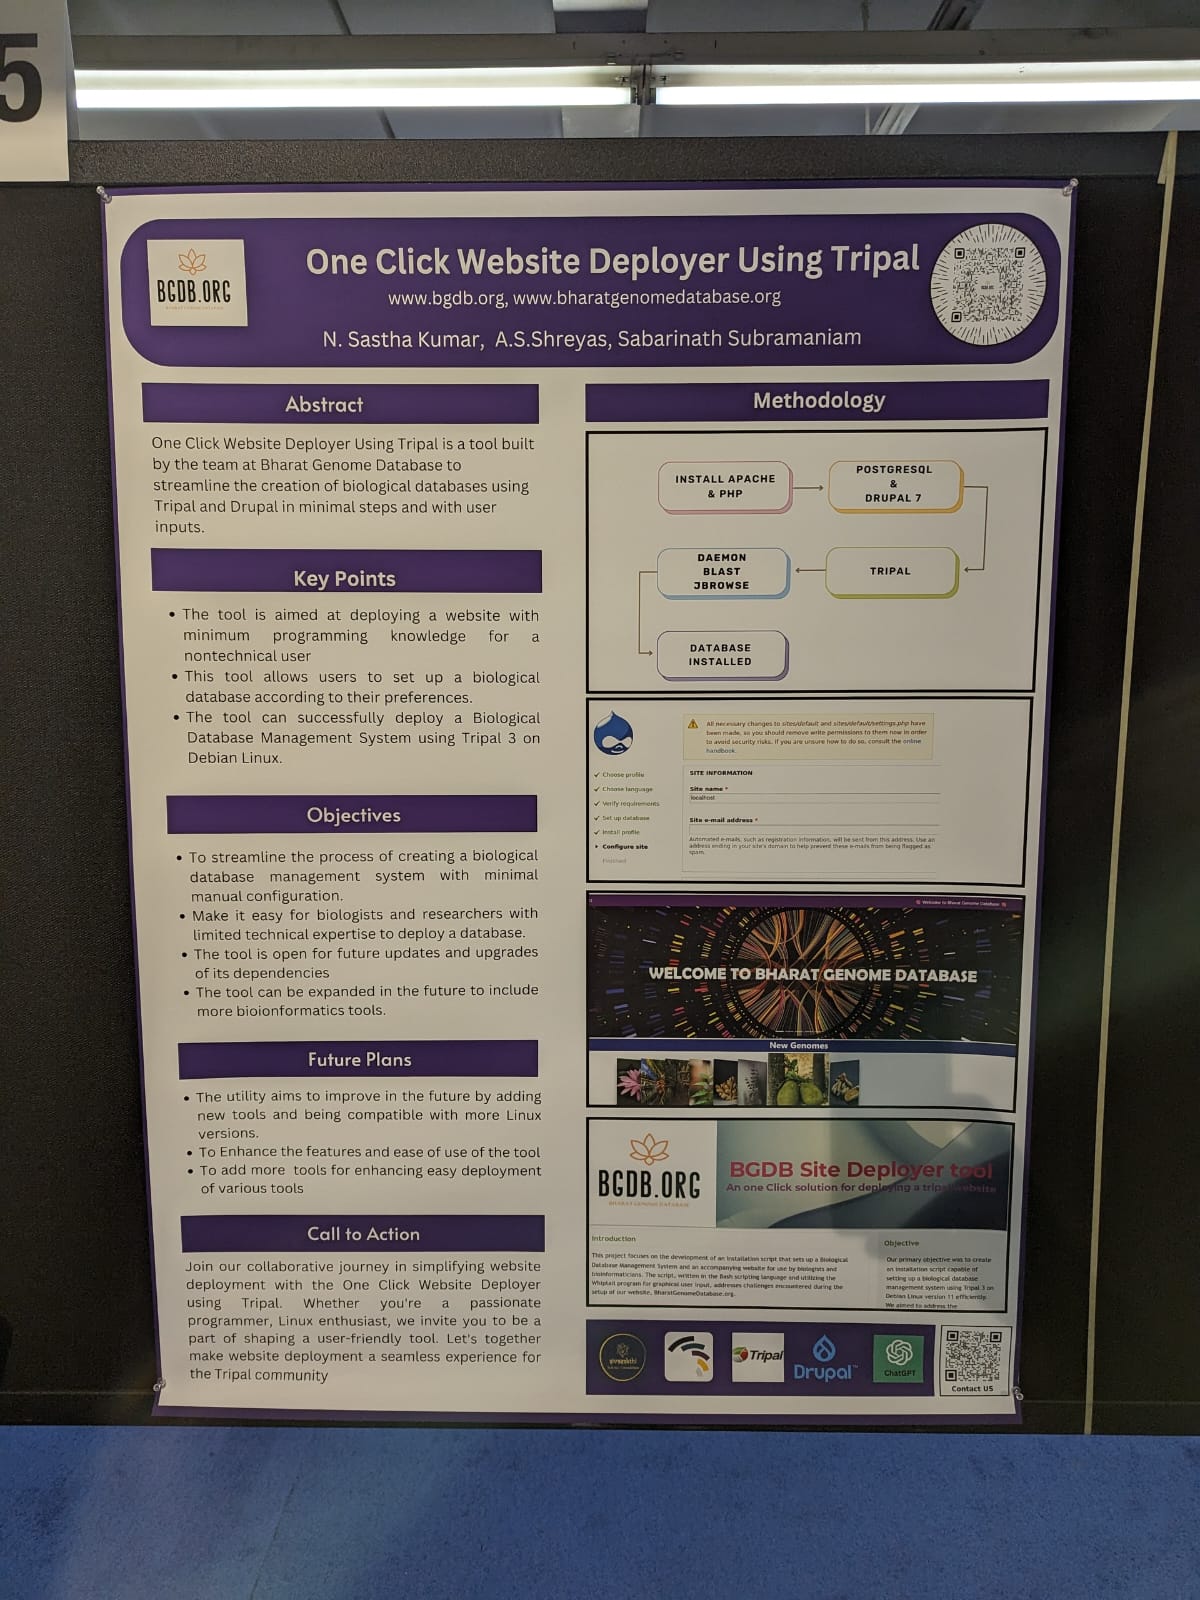 5
BGDB.ORG
One Click Website Deployer Using Tripal
www.bgdb.org, www.bharatgenomedatabase.org
N. Sastha Kumar, A.S.Shreyas, Sabarinath Subramaniam
Abstract
One Click Website Deployer Using Tripal is a tool built
by the team at Bharat Genome Database to
streamline the creation of biological databases using
Tripal and Drupal in minimal steps and with user
inputs.
Key Points
• The tool is aimed at deploying a website with
minimum programming knowledge for a
nontechnical user
• This tool allows users to set up a biological
database according to their preferences.
• The tool can successfully deploy a Biological
Database Management System using Tripal 3 on
Debian Linux.
Objectives
• To streamline the process of creating a biological
database management system with minimal
manual configuration.
• Make it easy for biologists and researchers with
limited technical expertise to deploy a database.
• The tool is open for future updates and upgrades
of its dependencies
• The tool can be expanded in the future to include
more bioionformatics tools.
Future Plans
• The utility aims to improve in the future by adding
new tools and being compatible with more Linux
versions.
• To Enhance the features and ease of use of the tool
• To add more tools for enhancing easy deployment
of various tools
Call to Action
Join our collaborative journey in simplifying website
deployment with the One Click Website Deployer
using Tripal. Whether you're a passionate
programmer, Linux enthusiast, we invite you to be a
part of shaping a user-friendly tool. Let's together
make website deployment a seamless experience for
the Tripal community
Methodology
INSTALL APACHE
& PHP
POSTGRESQL
&
DRUPAL 7
TRIPAL
DAEMON
BLAST
JBROWSE
DATABASE
INSTALLED
Choose profile
Choose language
Verify requirements
Set up database
Install profile
Configure site
Finished
All necessary changes to sites/default and sites/default/settings.php have
been made, so you should remove write permissions to them now in order
to avoid security risks. If you are unsure how to do so, consult the online
handbook.
SITE INFORMATION
Site name *
localhost
Site e-mail address *
Automated e-mails, such as registration information, will be sent from this address. Use an
address ending in your site's domain to help prevent these e-mails from being flagged as
spam.
Welcome to Bharat Genome Database
WELCOME TO BHARAT GENOME DATABASE
New Genomes
BGDB.ORG
BHARAT GENOME DATABASE
BGDB Site Deployer tool
An one Click solution for deploying a tripal website
Introduction
This project focuses on the development of an installation script that sets up a Biological
Database Management System and an accompanying website for use by biologists and
bioinformaticians. The script, written in the Bash scripting language and utilizing the
Whiptail program for graphical user input, addresses challenges encountered during the
setup of our website, BharatGenomeDatabase.org.
Objective
Our primary objective was to create
an installation script capable of
setting up a biological database
management system using Tripal 3 on
Debian Linux version 11 efficiently.
We aimed to address the
Tripal
Drupal™
ChatGPT
Contact US